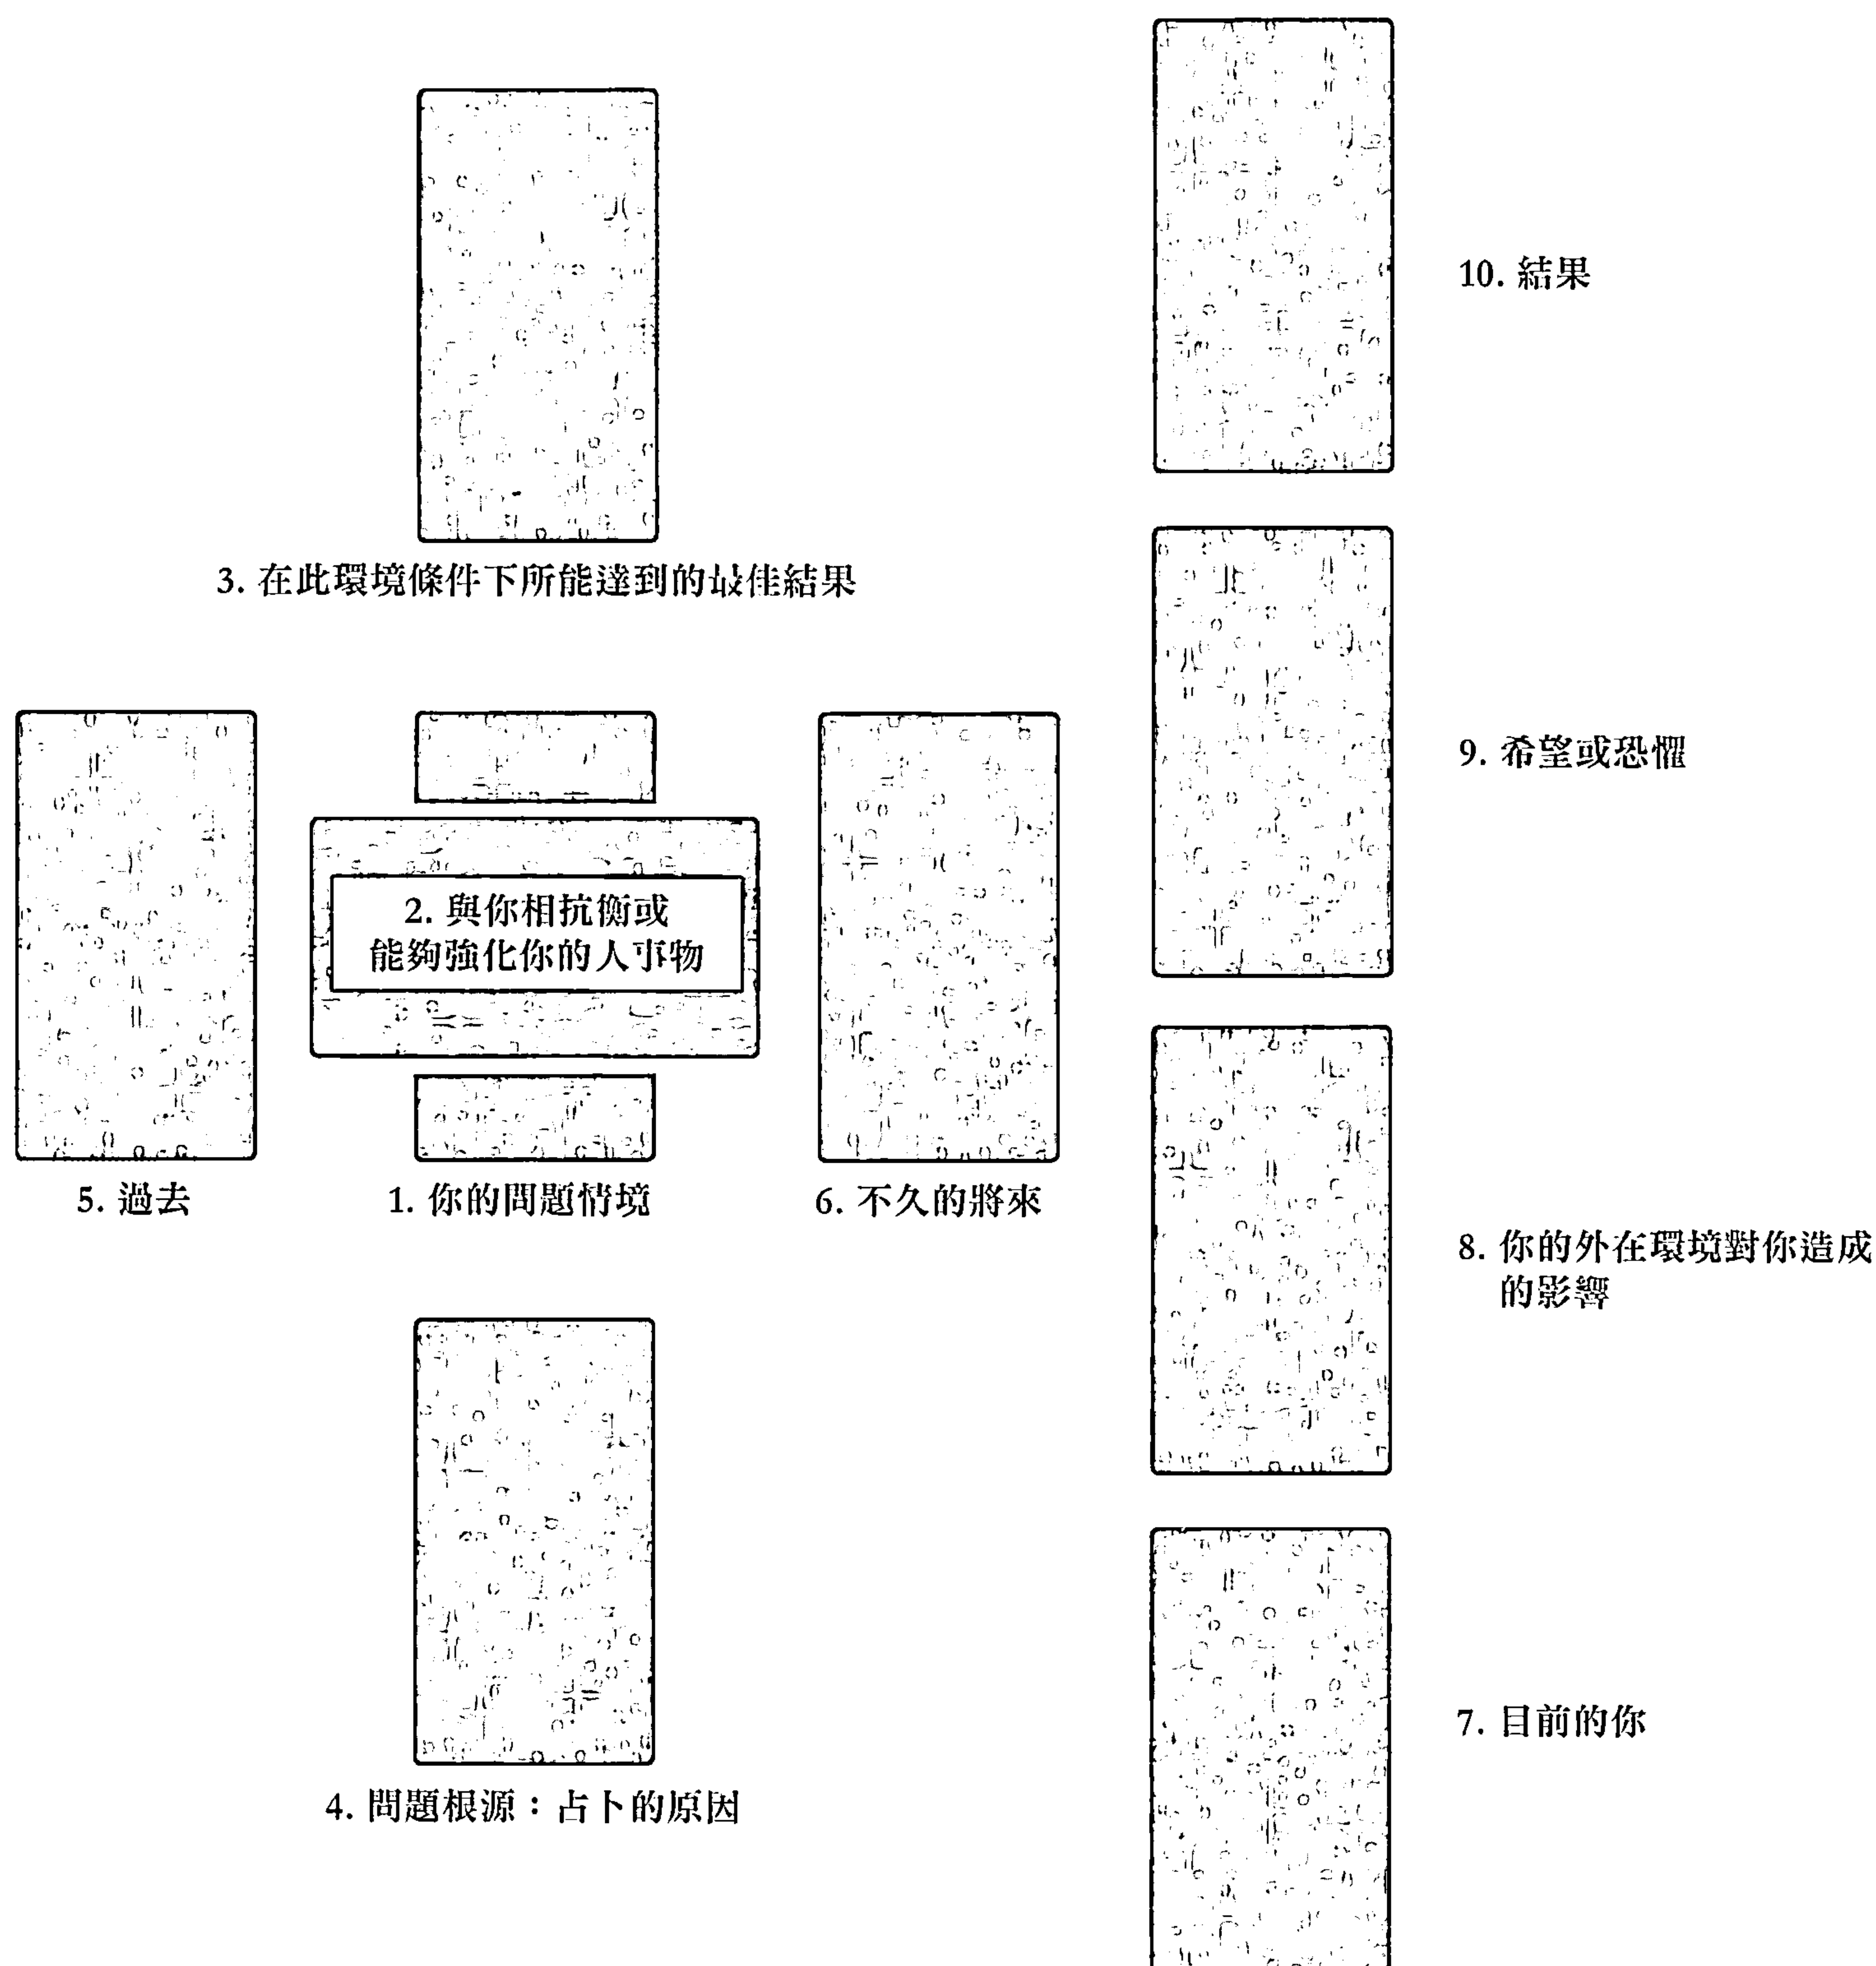 10. 結果
3. 在此環境條件下所能達到的最佳結果
9. 希望或恐懼
2. 與你相抗衡或
能夠強化你的人事物
5. 過去
1. 你的問題情境
6. 不久的將來
8. 你的外在環境對你造成
的影響
7. 目前的你
4. 問題根源：占卜的原因